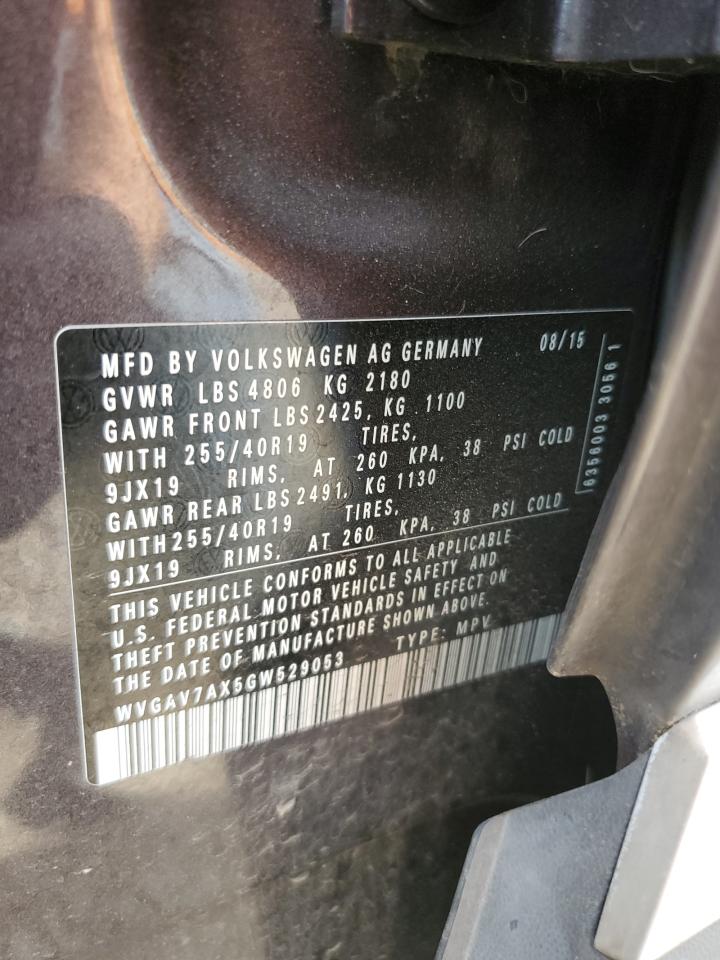 MFD BY VOLKSWAGEN AG GERMANY 08/15
GVWR LBS 4806 KG 2180
GAWR FRONT LBS 2425, KG 1100
WITH 255/40R19 TIRES,
9JX19 RIMS, AT 260 KPA, 38 PSI COLD
GAWR REAR LBS 2491, KG 1130
WITH 255/40R19 TIRES,
9JX19 RIMS, AT 260 KPA, 38 PSI COLD
THIS VEHICLE CONFORMS TO ALL APPLICABLE
U.S. FEDERAL MOTOR VEHICLE SAFETY AND
THEFT PREVENTION STANDARDS IN EFFECT ON
THE DATE OF MANUFACTURE SHOWN ABOVE.
WVGAV7AX5GW529053 TYPE: MPV
6356003 3056 1